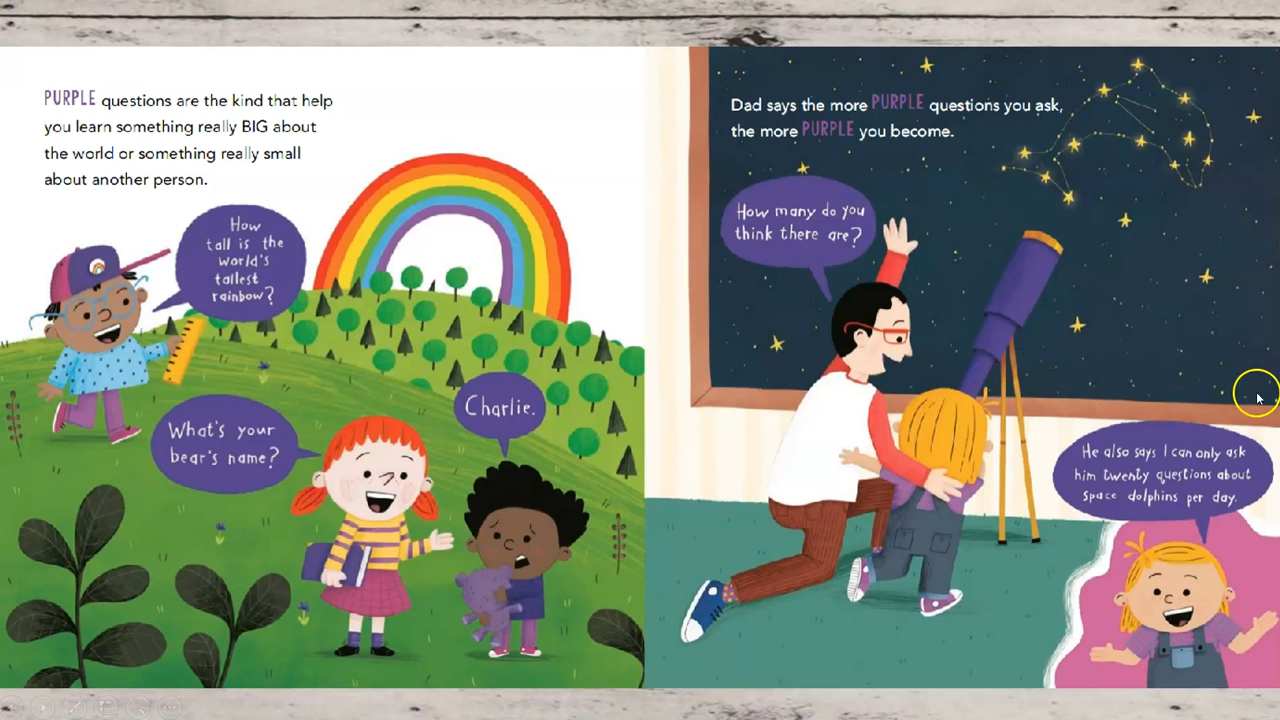 PURPLE questions are the kind that help
you learn something really BIG about
the world or something really small
about another person.
How
tall is the
world's
tallest
rainbow?
What's your
bear's name?
Charlie.
Dad says the more PURPLE questions you ask,
the more PURPLE you become.
How many do you
think there are?
He also says I can only ask
him twenty questions about
space dolphins per day.